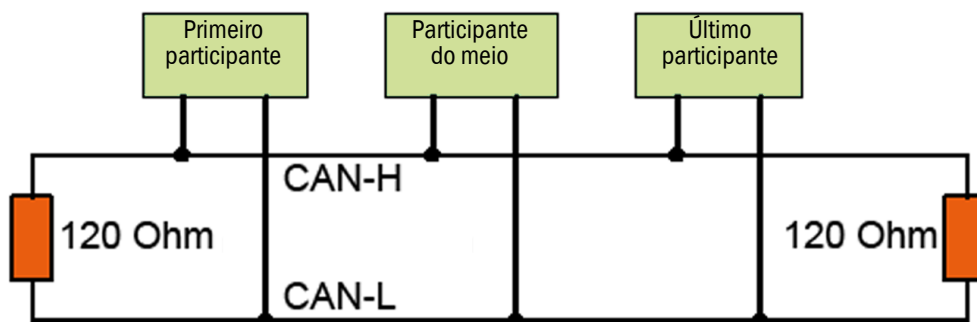 Primeiro
participante
Participante
do meio
Último
participante
CAN-H
120 Ohm
120 Ohm
CAN-L